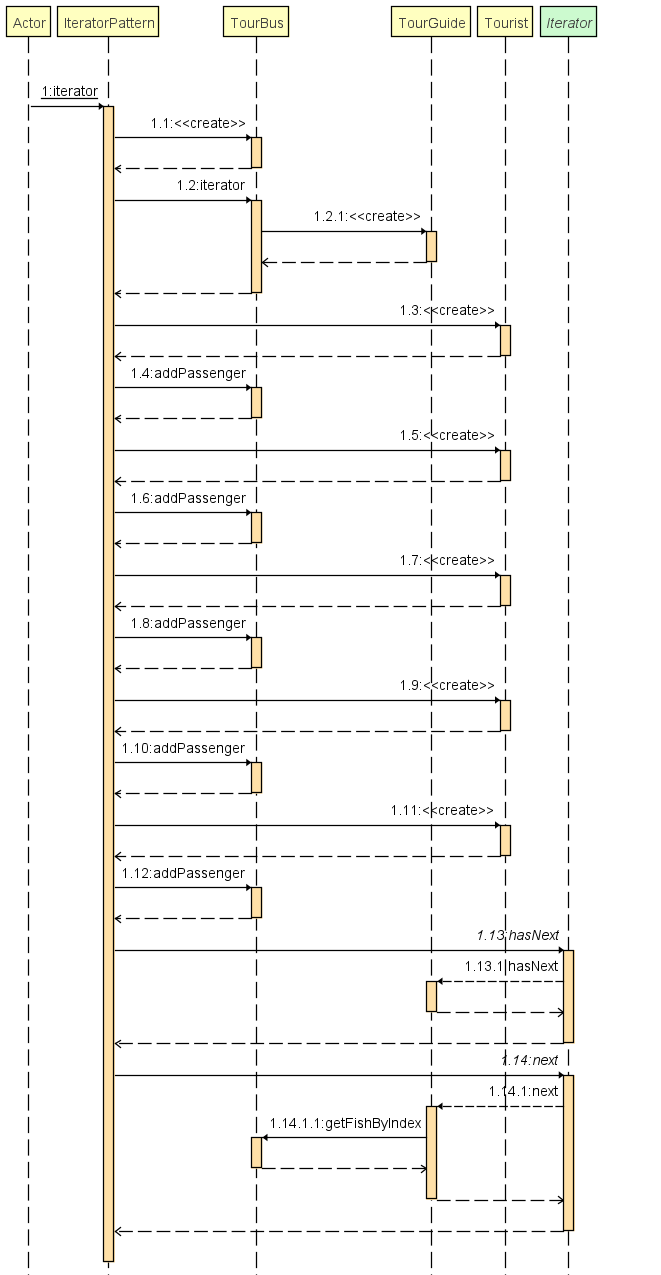 Actor IteratorPattern TourBus TourGuide Tourist Iterator
1:iterator
1.1:<<create>>
1.2:iterator
1.2.1:<<create>>
1.3:<<create>>
1.4:addPassenger
1.5:<<create>>
1.6:addPassenger
1.7:<<create>>
1.8:addPassenger
1.9:<<create>>
1.10:addPassenger
1.11:<<create>>
1.12:addPassenger
1.13:hasNext
1.13.1:hasNext
1.14:next
1.14.1:next
1.14.1.1:getFishByIndex